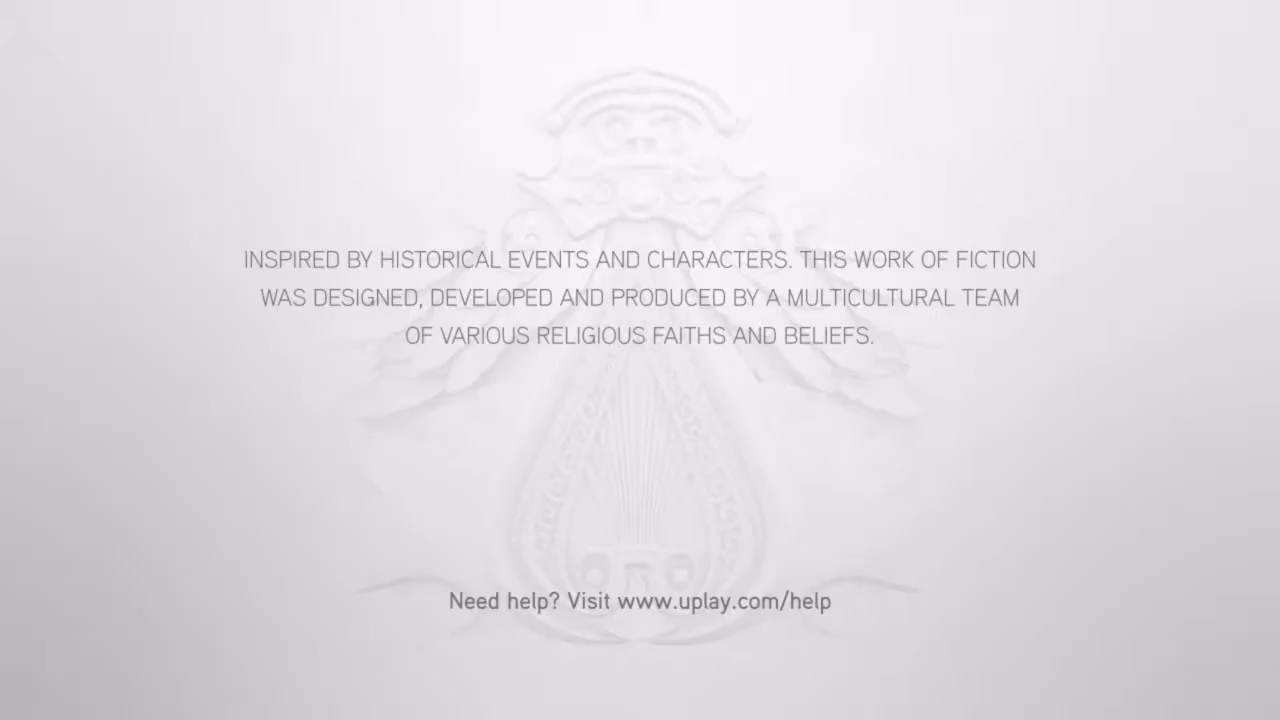 INSPIRED BY HISTORICAL EVENTS AND CHARACTERS. THIS WORK OF FICTION
WAS DESIGNED, DEVELOPED AND PRODUCED BY A MULTICULTURAL TEAM
OF VARIOUS RELIGIOUS FAITHS AND BELIEFS.
Need help? Visit www.uplay.com/help